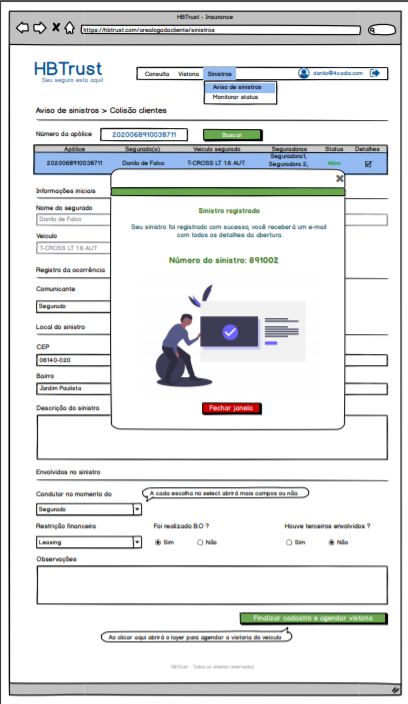 HBTrust - Insurance
https://hbtrust.com/arealogadodocliente/sinistros
HBTrust
Seu seguro esta aqui!
Consulta Vistoria Sinistros
danilo@4cadia.com
Aviso de sinistros
Monitorar status
Aviso de sinistros > Colisão clientes
Número da apólice
2020068910038711
Buscar
Apólice Segurado(a) Veiculo segurado Seguradoras Status Detalhes
2020068910038711 Danilo de Falco T-CROSS LT 16 AUT. Seguradora1, Seguradora 2, Ativo
Informações iniciais
Nome do segurado
Danilo de Falco
Veiculo
T-CROSS LT 16 AUT
Registro da ocorrência
Comunicante
Segurado
Local do sinistro
CEP
06140-020
Bairro
Jardim Paulista
Descrição do sinistro
Sinistro registrado
Seu sinistro foi registrado com sucesso, você receberá um e-mail
com todos os detalhes da abertura.
Número do sinistro: 891002
Fechar janela
Envolvidos no sinistro
Condutor no momento do
A cada escolha no select abrirá mais campos ou não
Segurado
Restrição financeira Foi realizado B.O ? Houve terceiros envolvidos ?
Leasing Sim Não Sim Não
Observações
Finalizar cadastro e agendar vistoria
Ao clicar aqui abrirá o layer para agendar a vistoria do veiculo
HBTrust - Todos os direitos reservados